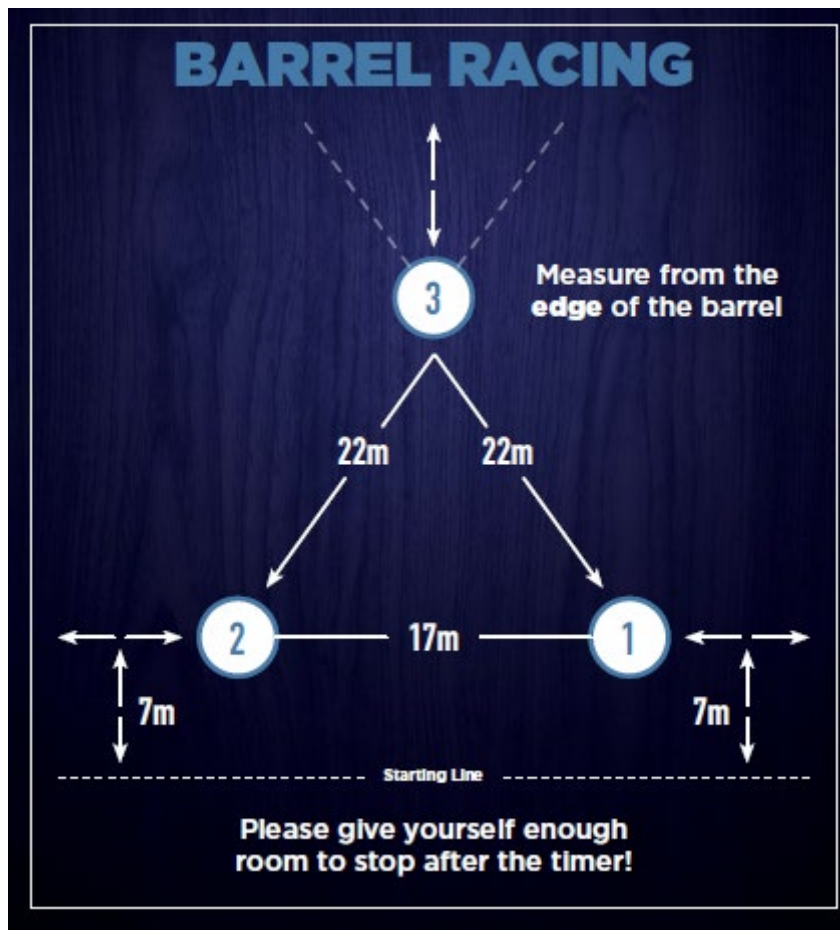 BARREL RACING
3
Measure from the
edge of the barrel
22m
22m
2
17m
1
7m
7m
Starting Line
Please give yourself enough
room to stop after the timer!